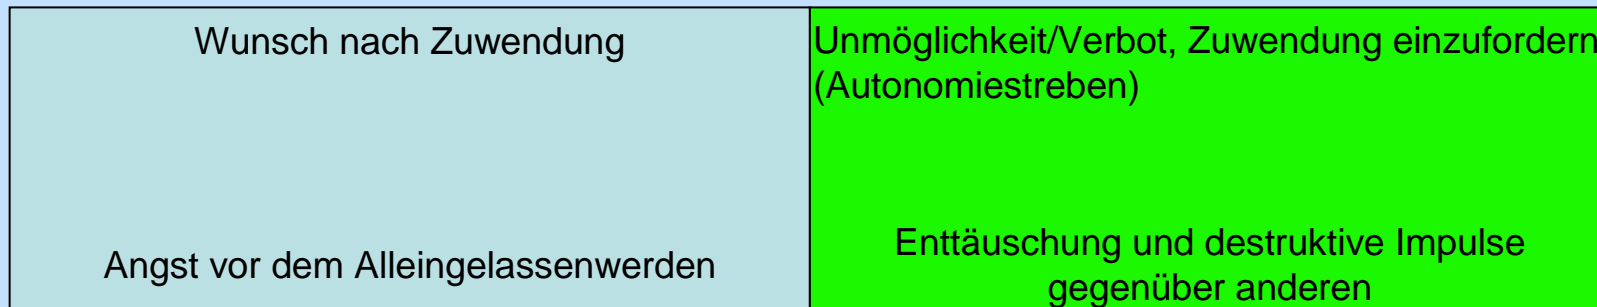 Wunsch nach Zuwendung
Angst vor dem Alleingelassenwerden
Unmöglichkeit/Verbot, Zuwendung einzufordern
(Autonomiestreben)
Enttäuschung und destruktive Impulse
gegenüber anderen